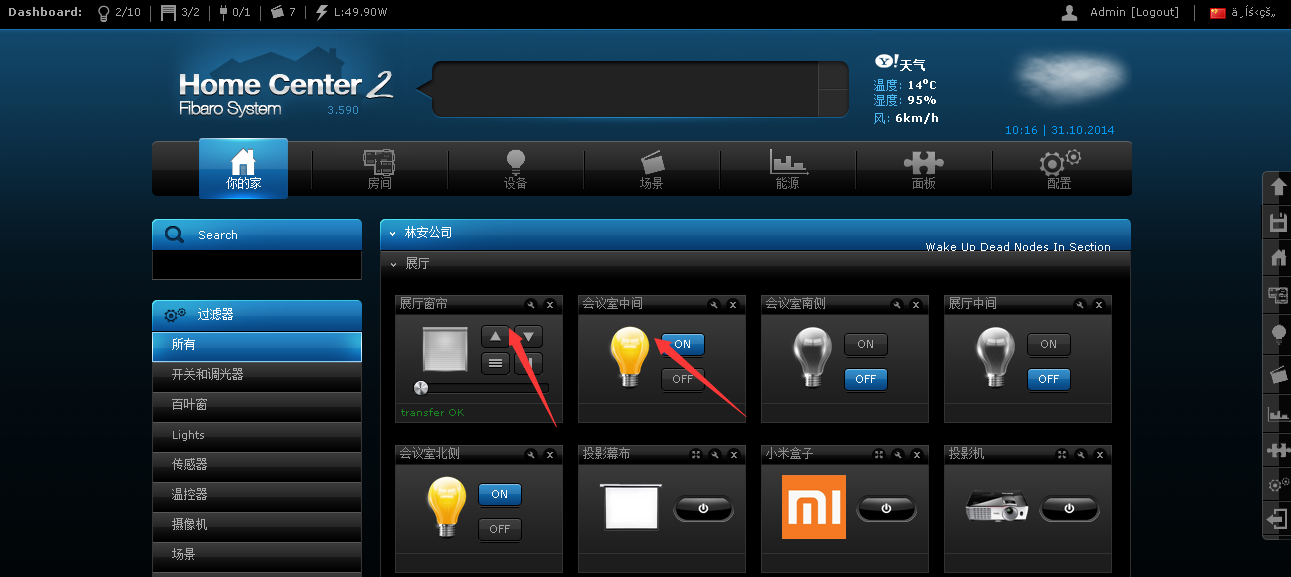 Dashboard: 2/10 3/2 0/1 7 L:49.90W Admin [Logout] ä¸­å›½çš„
Home Center 2
Fibaro System 3.590
Y! 天气
温度: 14°C
湿度: 95%
风: 6km/h
10:16 | 31.10.2014
你的家 房间 设备 场景 能源 面板 配置
Search
过滤器
所有
开关和调光器
百叶窗
Lights
传感器
温控器
摄像机
场景
林安公司
Wake Up Dead Nodes In Section
展厅
展厅窗帘 会议室中间 会议室南侧 展厅中间
ON ON ON
OFF OFF OFF
transfer OK
会议室北侧 投影幕布 小米盒子 投影机
ON
OFF
mi